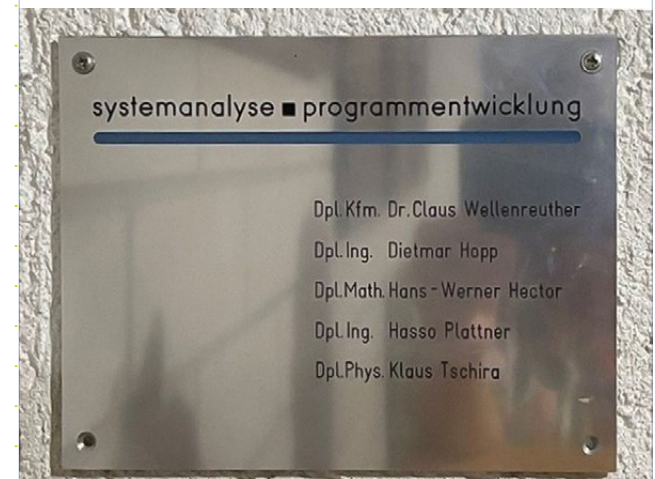 systemanalyse ■ programmentwicklung
Dpl.Kfm. Dr.Claus Wellenreuther
Dpl.Ing. Dietmar Hopp
Dpl.Math. Hans-Werner Hector
Dpl.Ing. Hasso Plattner
Dpl.Phys. Klaus Tschira